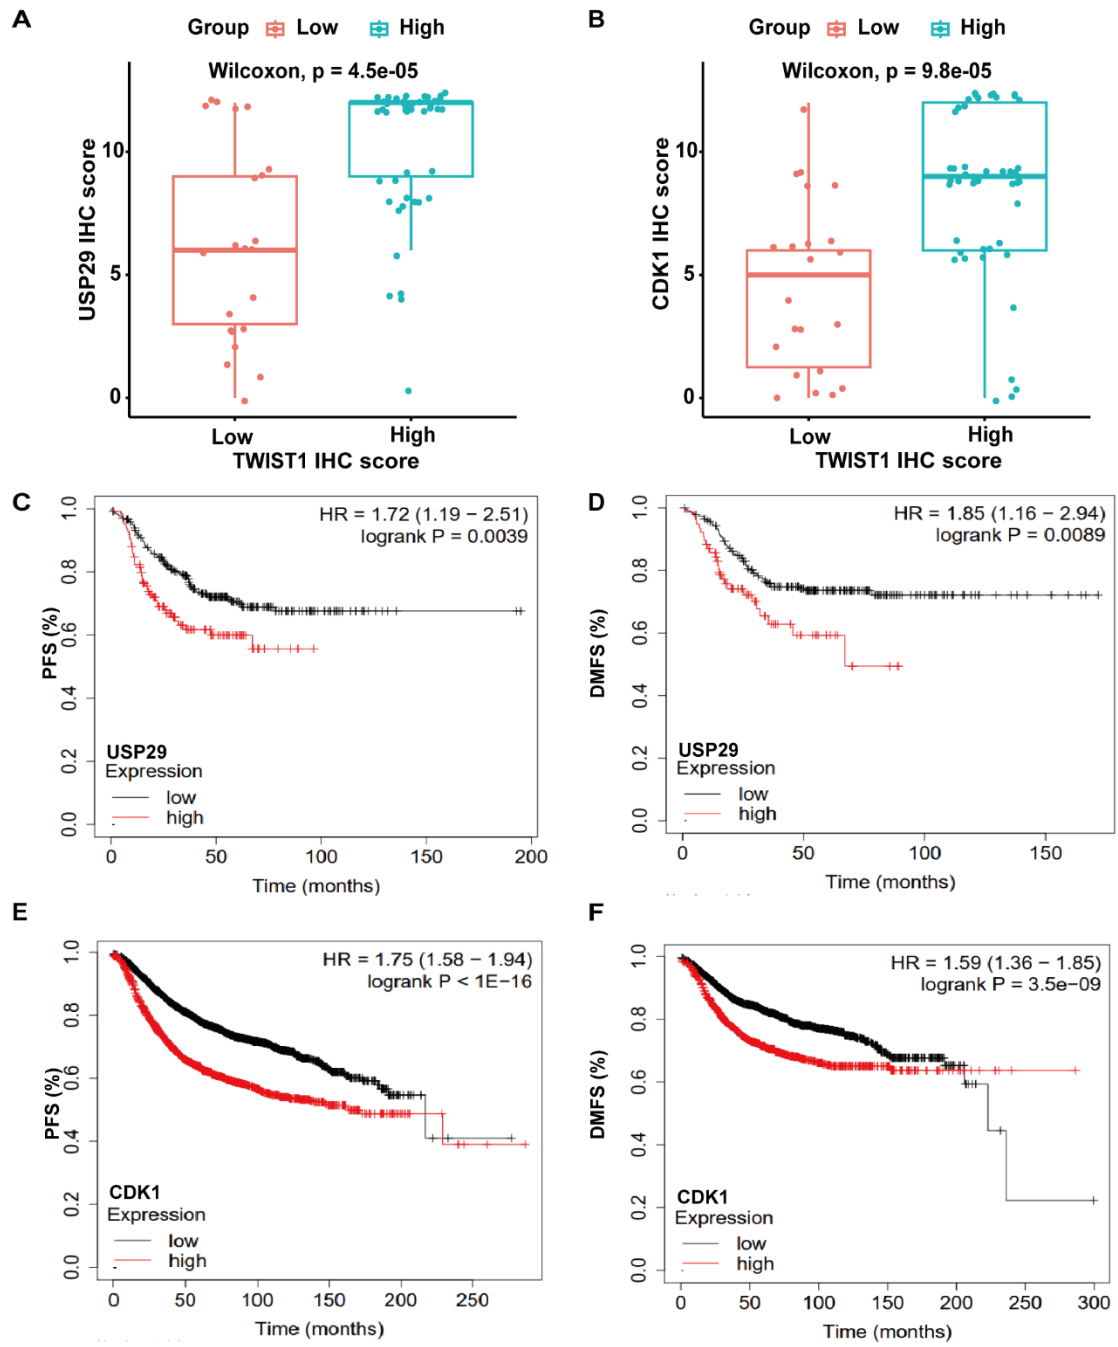 A
Group Low High
Wilcoxon, p = 4.5e-05
USP29 IHC score
10
5
0
Low High
TWIST1 IHC score
B
Group Low High
Wilcoxon, p = 9.8e-05
CDK1 IHC score
10
5
0
Low High
TWIST1 IHC score
C
HR = 1.72 (1.19 − 2.51)
logrank P = 0.0039
PFS (%)
1.0
0.8
0.6
0.4
0.2
0.0
USP29
Expression
low
high
0 50 100 150 200
Time (months)
D
HR = 1.85 (1.16 − 2.94)
logrank P = 0.0089
DMFS (%)
1.0
0.8
0.6
0.4
0.2
0.0
USP29
Expression
low
high
0 50 100 150
Time (months)
E
HR = 1.75 (1.58 − 1.94)
logrank P < 1E−16
PFS (%)
1.0
0.8
0.6
0.4
0.2
0.0
CDK1
Expression
low
high
0 50 100 150 200 250
Time (months)
F
HR = 1.59 (1.36 − 1.85)
logrank P = 3.5e−09
DMFS (%)
1.0
0.8
0.6
0.4
0.2
0.0
CDK1
Expression
low
high
0 50 100 150 200 250 300
Time (months)